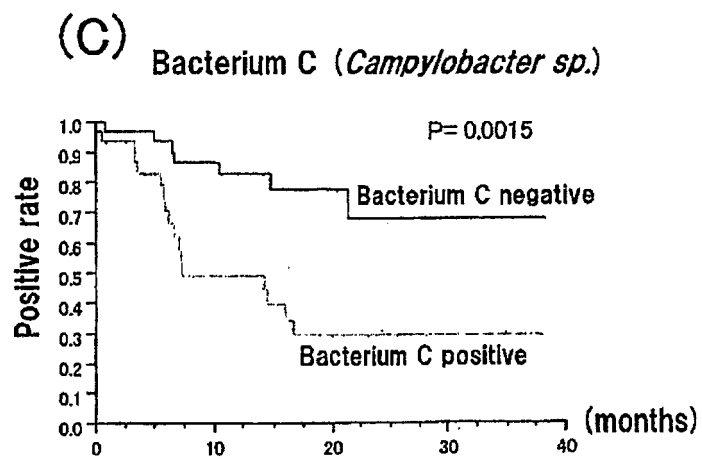 (C)
Bacterium C (Campylobacter sp.)
P= 0.0015
Positive rate
1.0
0.9
0.8
0.7
0.6
0.5
0.4
0.3
0.2
0.1
0.0
Bacterium C negative
Bacterium C positive
0 10 20 30 40 (months)